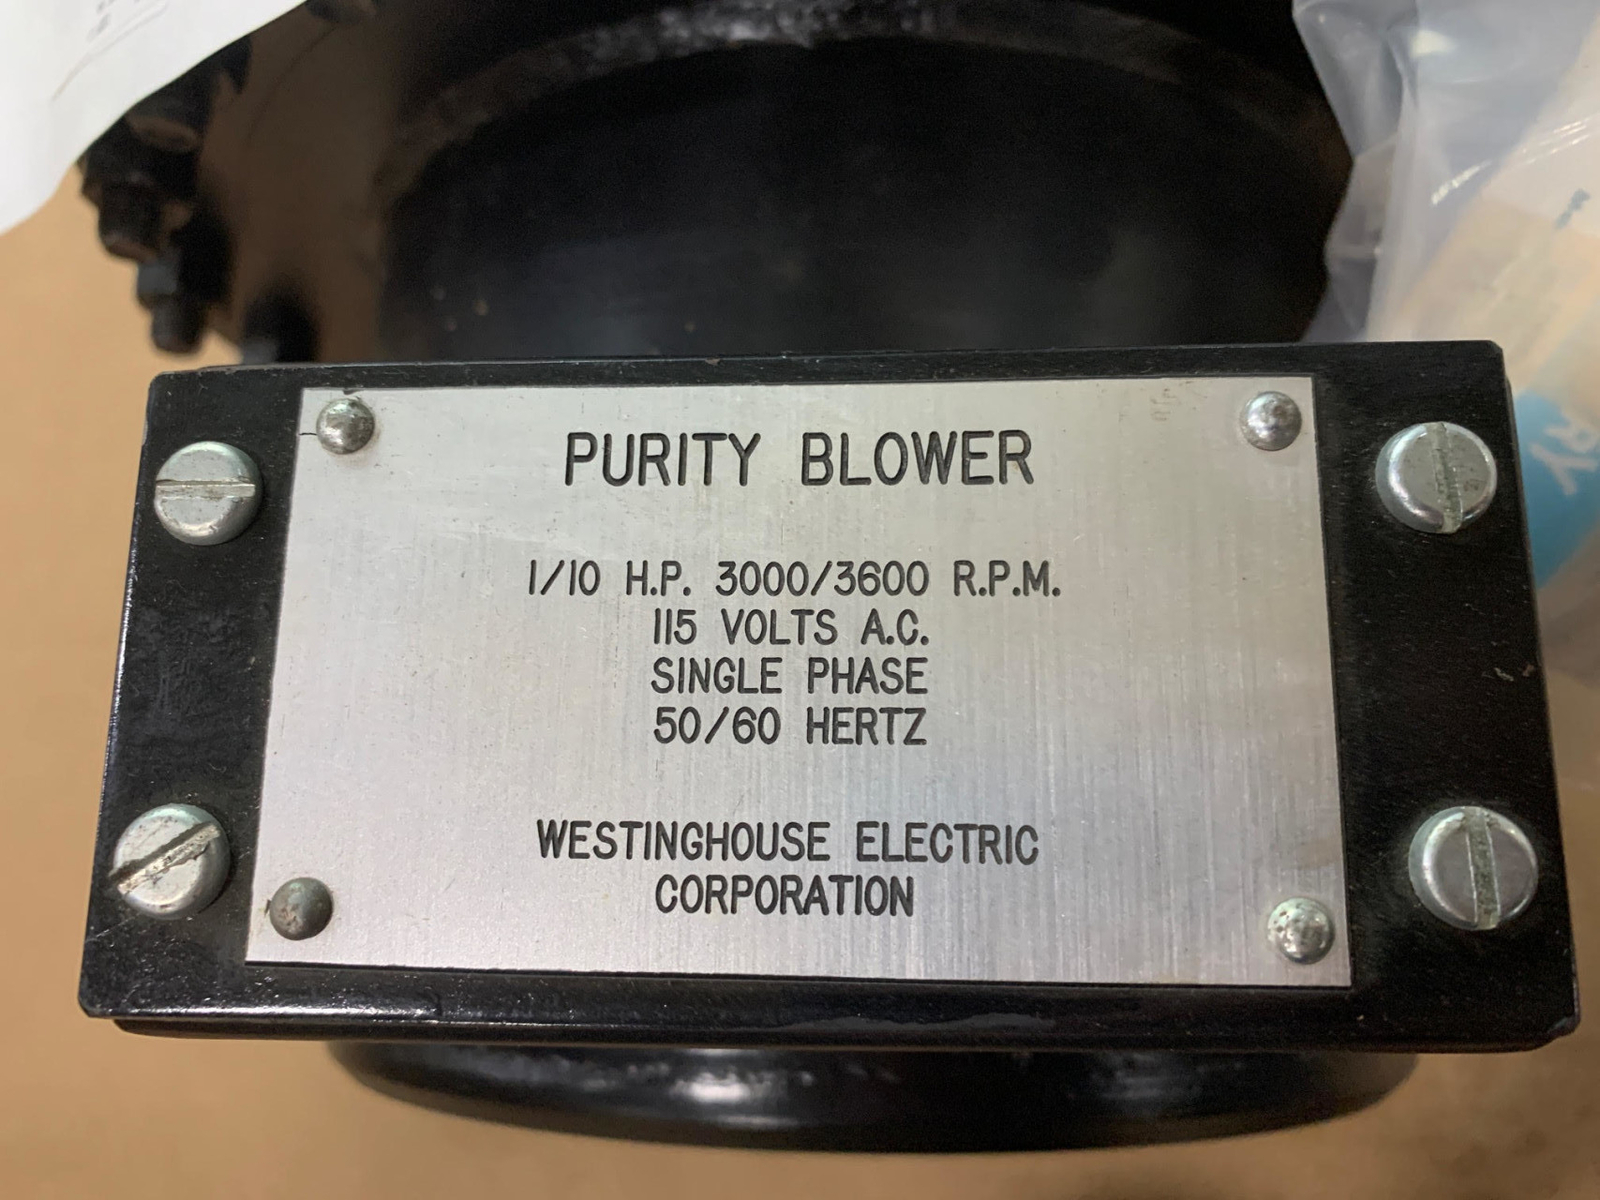 PURITY BLOWER
1/10 H.P. 3000/3600 R.P.M.
115 VOLTS A.C.
SINGLE PHASE
50/60 HERTZ
WESTINGHOUSE ELECTRIC
CORPORATION